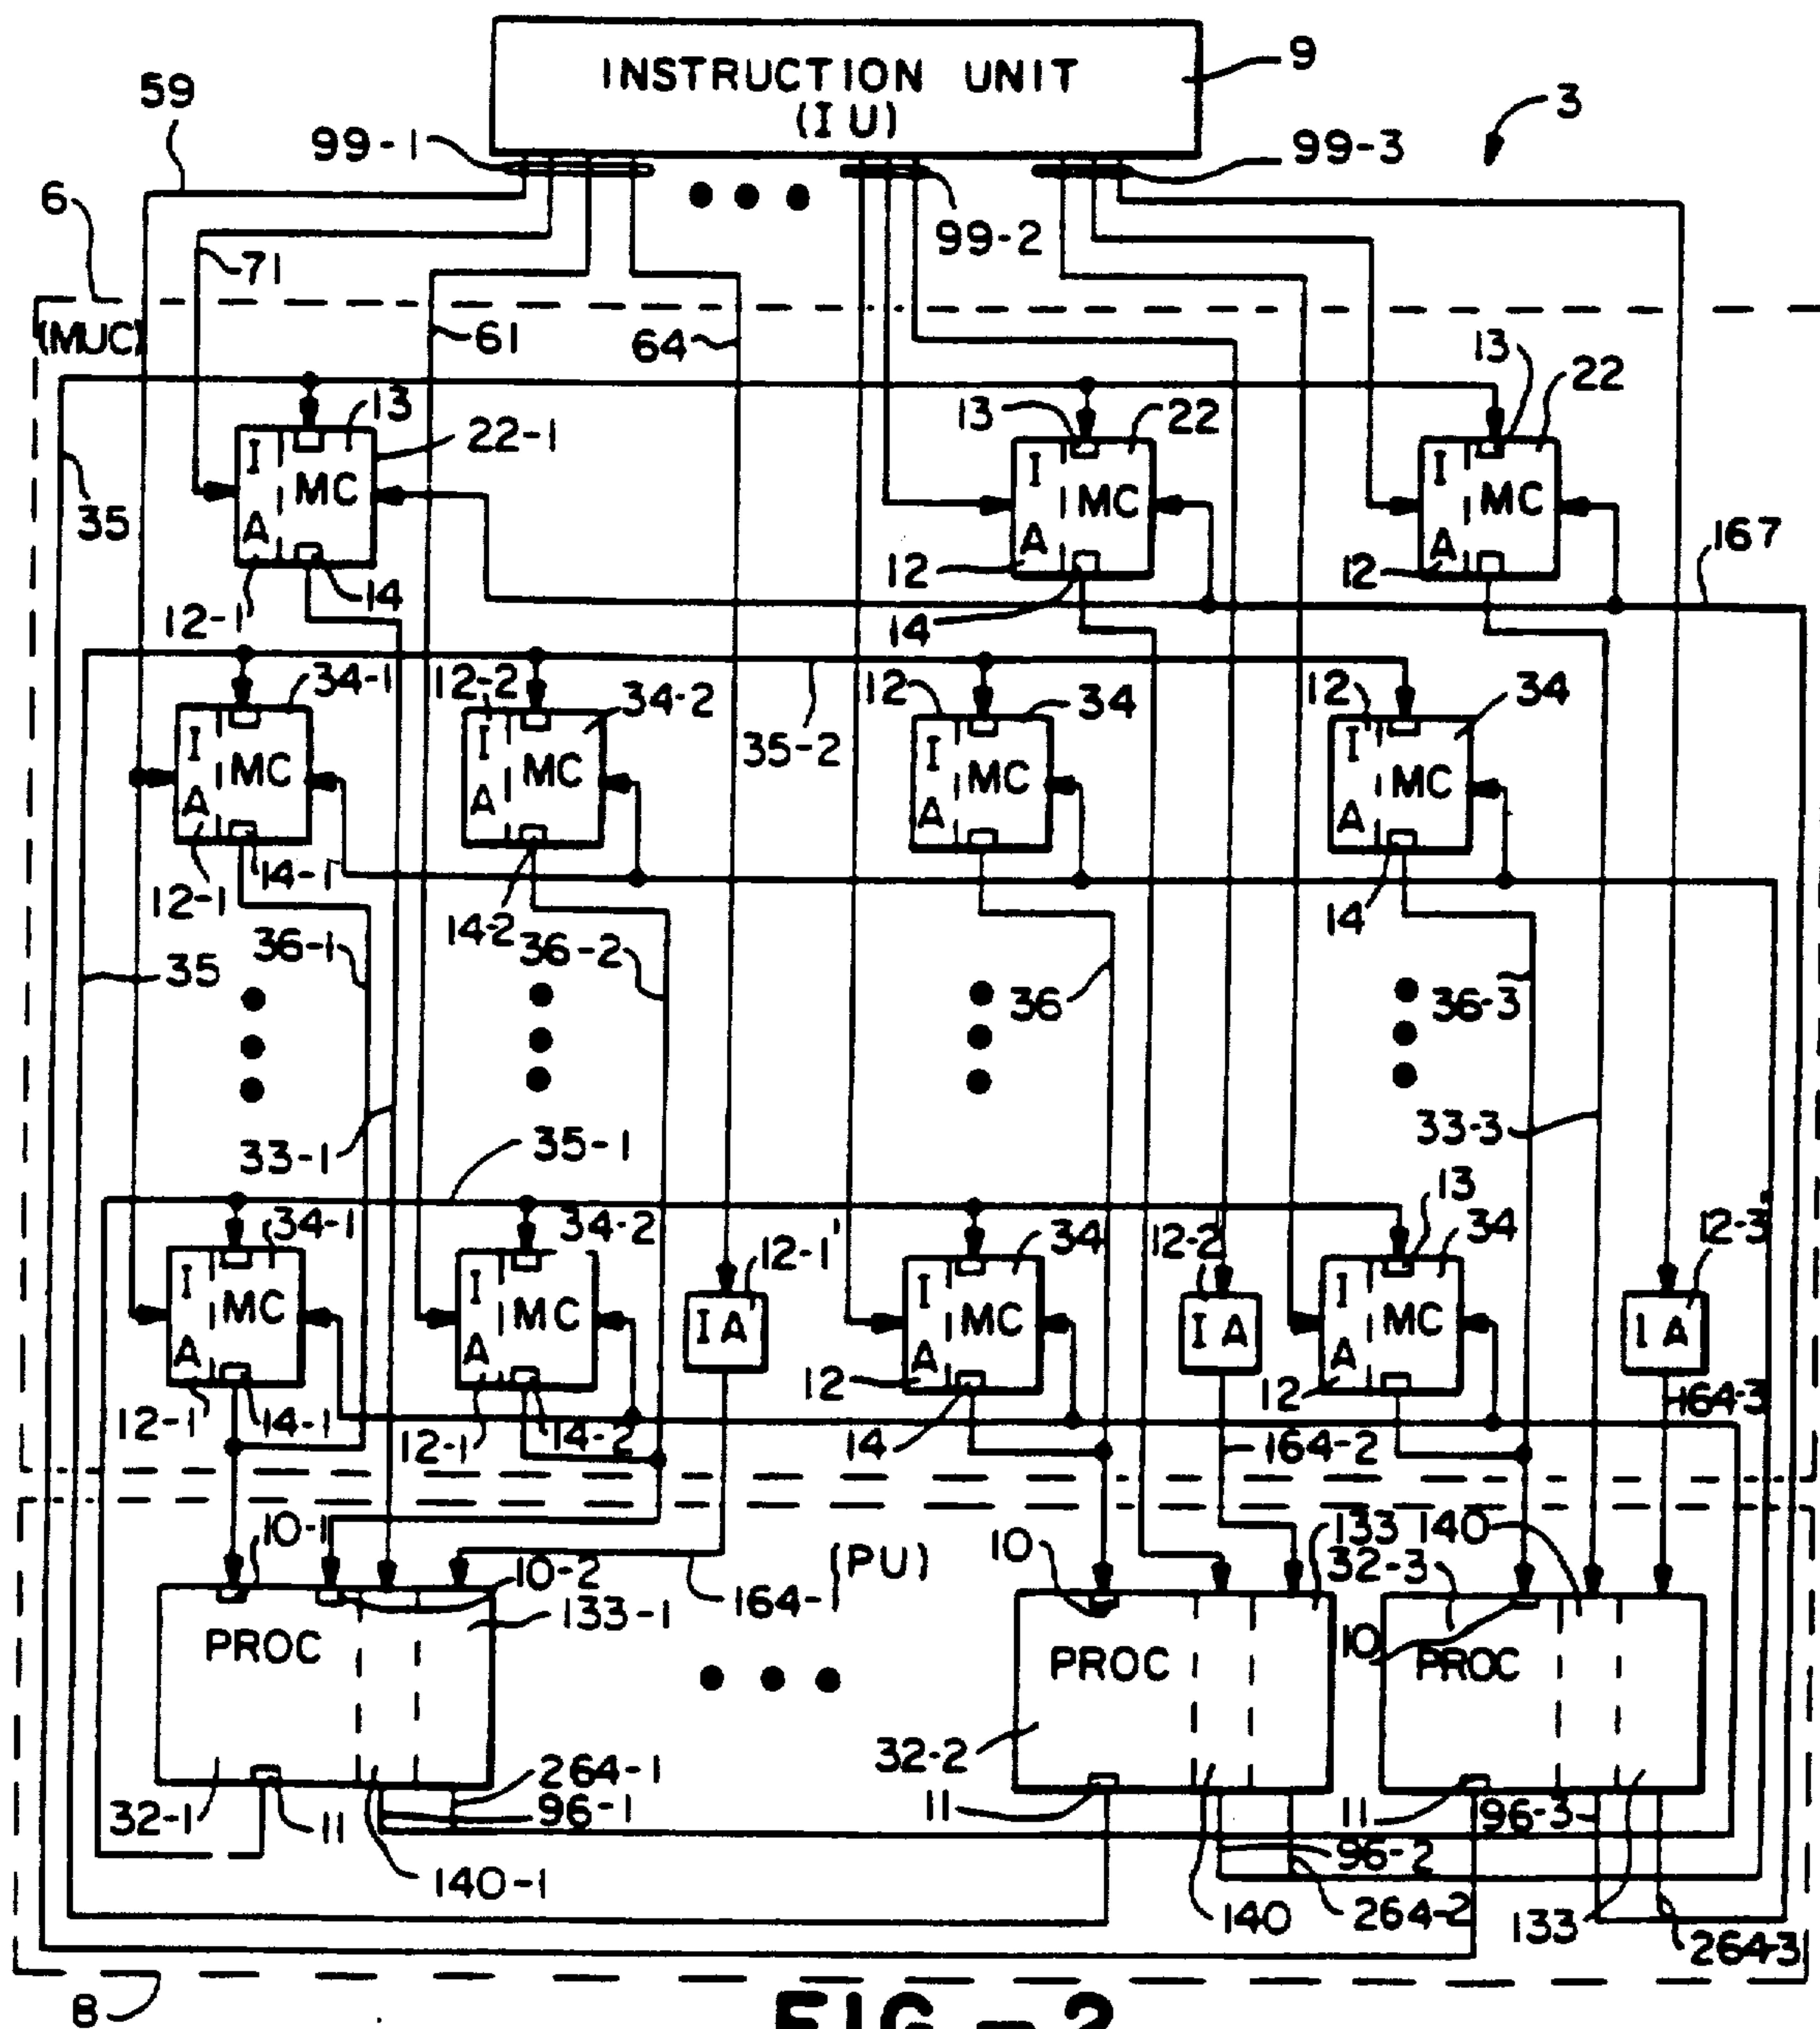 INSTRUCTION UNIT
(IU)
9
3
59
99-1
99-2
99-3
6
71
(MUC)
61
64
13
22-1
13
22
13
22
I
A
MC
I
A
MC
I
A
MC
35
12-1
14
12
14
12
167
34-1
12-2
34-2
35-2
12
34
12
34
I
A
MC
I
A
MC
I
A
MC
I
A
MC
12-1
14-1
14-2
14
35
36-1
36-2
36
36-3
33-1
35-1
33-3
34-1
34-2
12-1'
34
12-2'
13
34
12-3'
I
A
MC
I
A
MC
IA
I
A
MC
IA
I
A
MC
IA
12-1
14-1
12-1
14-2
12
14
164-2
12
164-3
10-1
10-2
164-1
(PU)
10
133
140
32-3
10
133-1
PROC
PROC
PROC
32-1
11
264-1
96-1
140-1
32-2
11
96-2
140
264-2
11
96-3
133
264-3
8
FIG-2